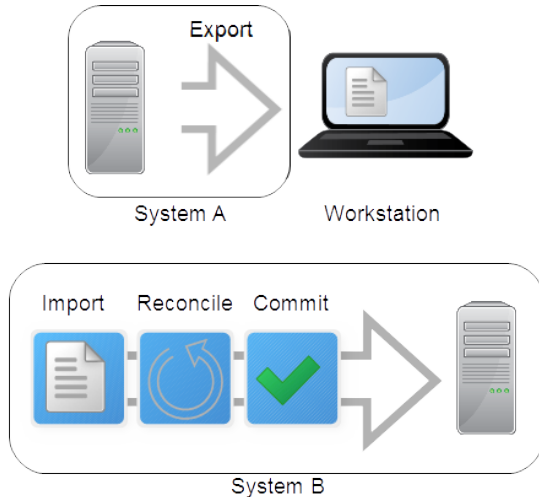 Export
System A
Workstation
Import
Reconcile
Commit
System B